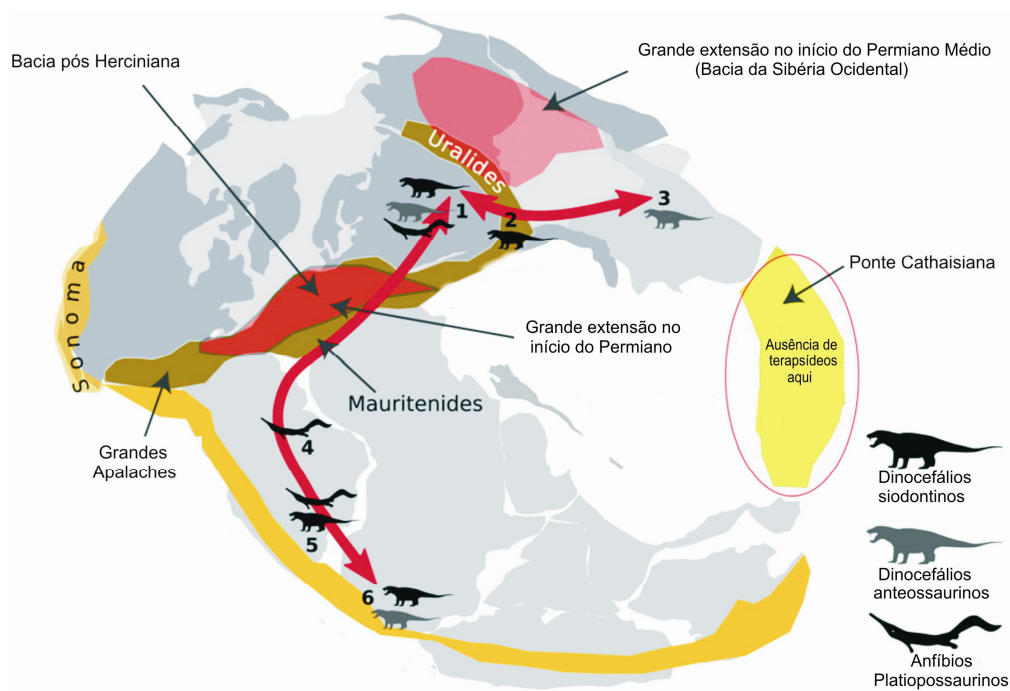 Bacia pós Herciniana
Grande extensão no início do Permiano Médio
(Bacia da Sibéria Ocidental)
Uralides
1
2
3
Ponte Cathaisiana
Sonoma
Grande extensão no
início do Permiano
Ausência de
terapsídeos
aqui
Mauritenides
Grandes
Apalaches
4
5
6
Dinocefálios
siodontinos
Dinocefálios
anteossaurinos
Anfíbios
Platiopossaurinos